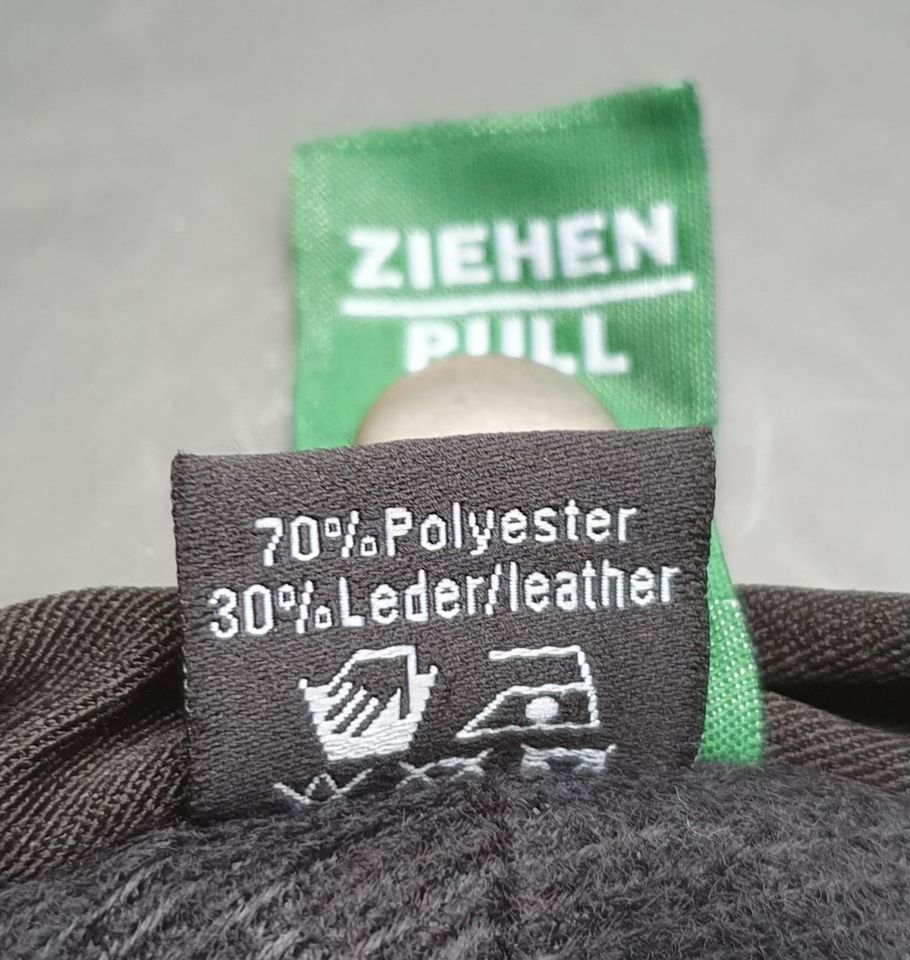 ZIEHEN
PULL
70%Polyester
30%Leder/leather